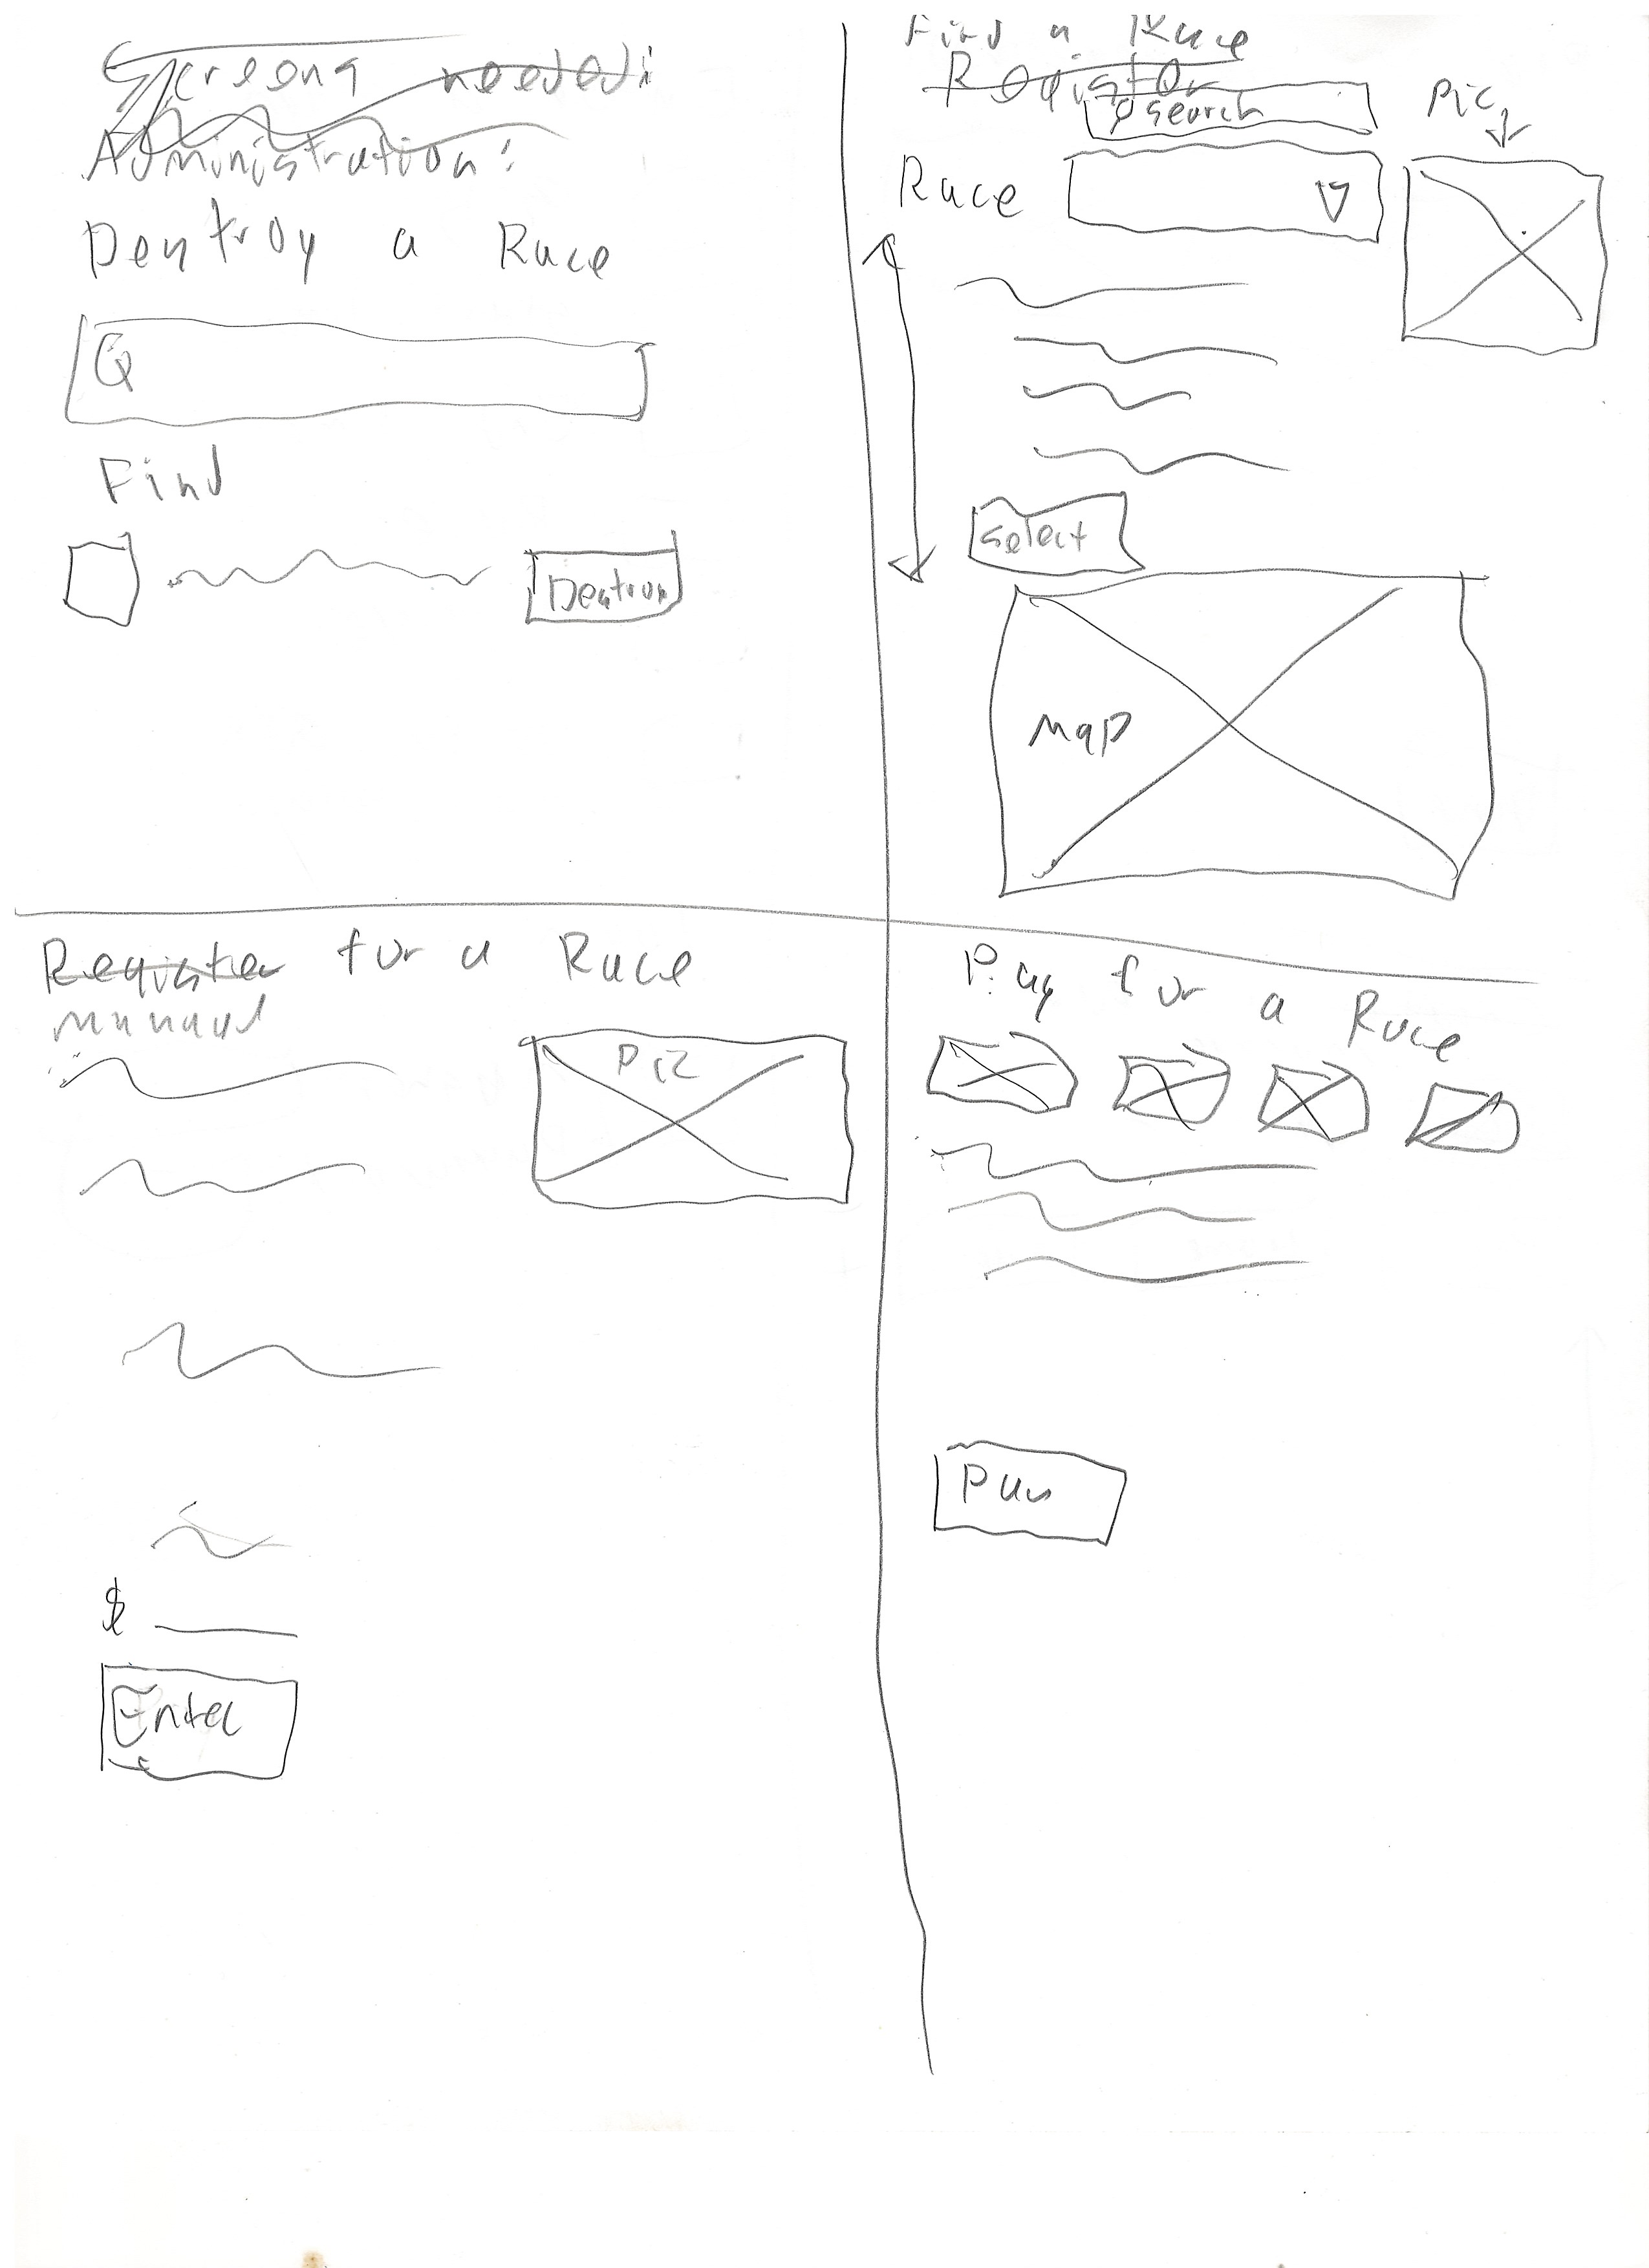 Screens needed:
Administration:
Destroy a Race
Find
Destroy
Find a Race
Register
search
Pic
Race
Select
Map
Register for a Race
Manual
Pic
$
Enter
Pay for a Race
Pay